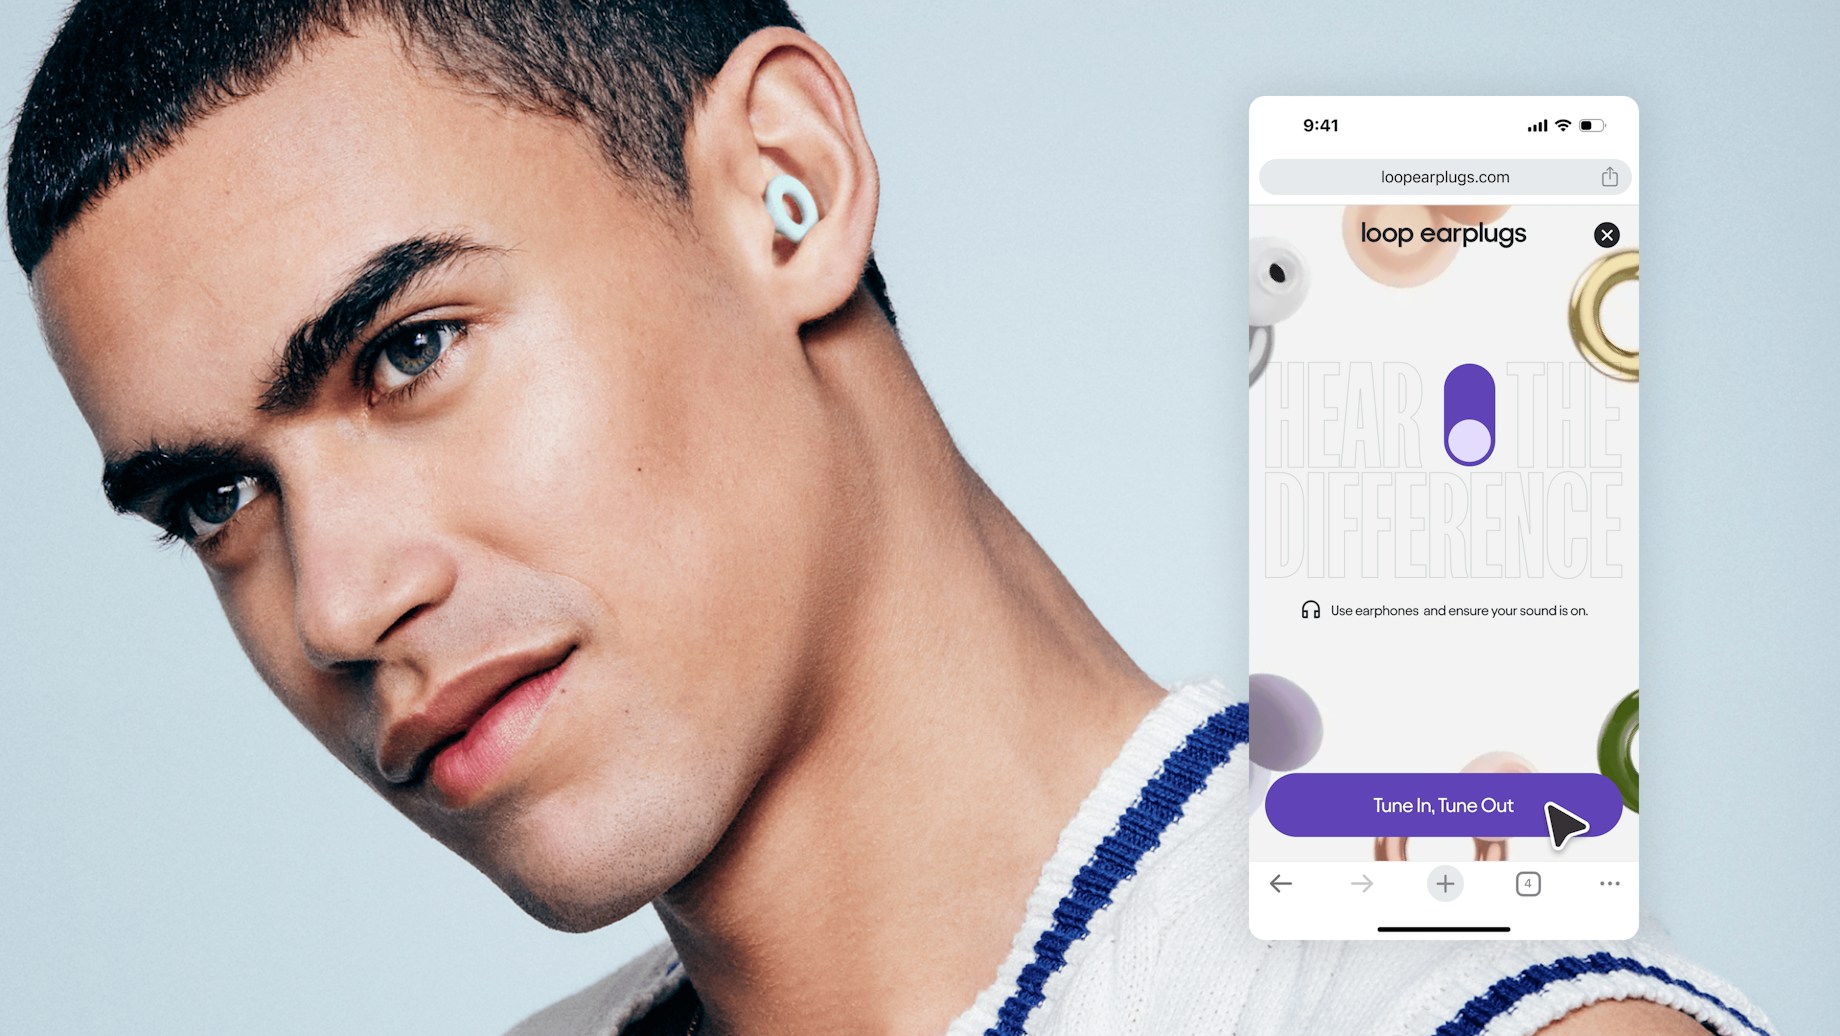 9:41
loopearplugs.com
loop earplugs
HEAR THE
DIFFERENCE
Use earphones and ensure your sound is on.
Tune In, Tune Out
4